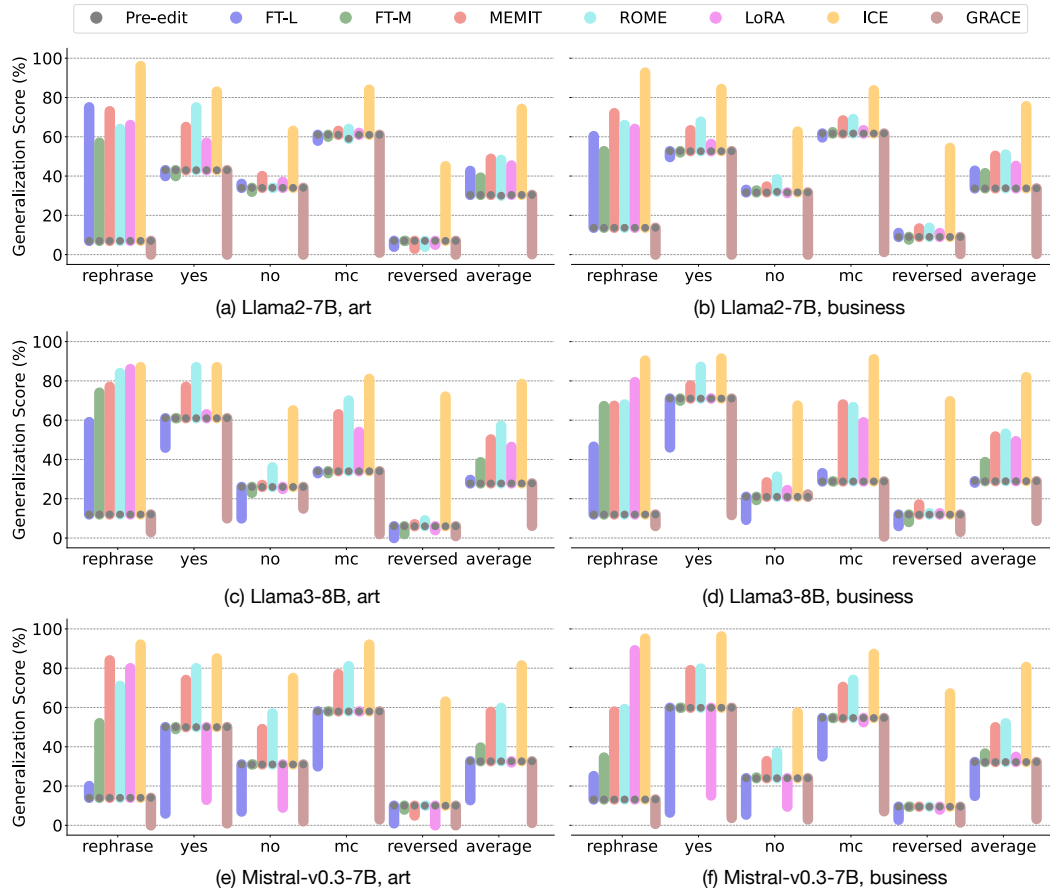 Pre-edit FT-L FT-M MEMIT ROME LoRA ICE GRACE
Generalization Score (%)
100
80
60
40
20
0
rephrase yes no mc reversed average
(a) Llama2-7B, art
rephrase yes no mc reversed average
(b) Llama2-7B, business
Generalization Score (%)
100
80
60
40
20
0
rephrase yes no mc reversed average
(c) Llama3-8B, art
rephrase yes no mc reversed average
(d) Llama3-8B, business
Generalization Score (%)
100
80
60
40
20
0
rephrase yes no mc reversed average
(e) Mistral-v0.3-7B, art
rephrase yes no mc reversed average
(f) Mistral-v0.3-7B, business